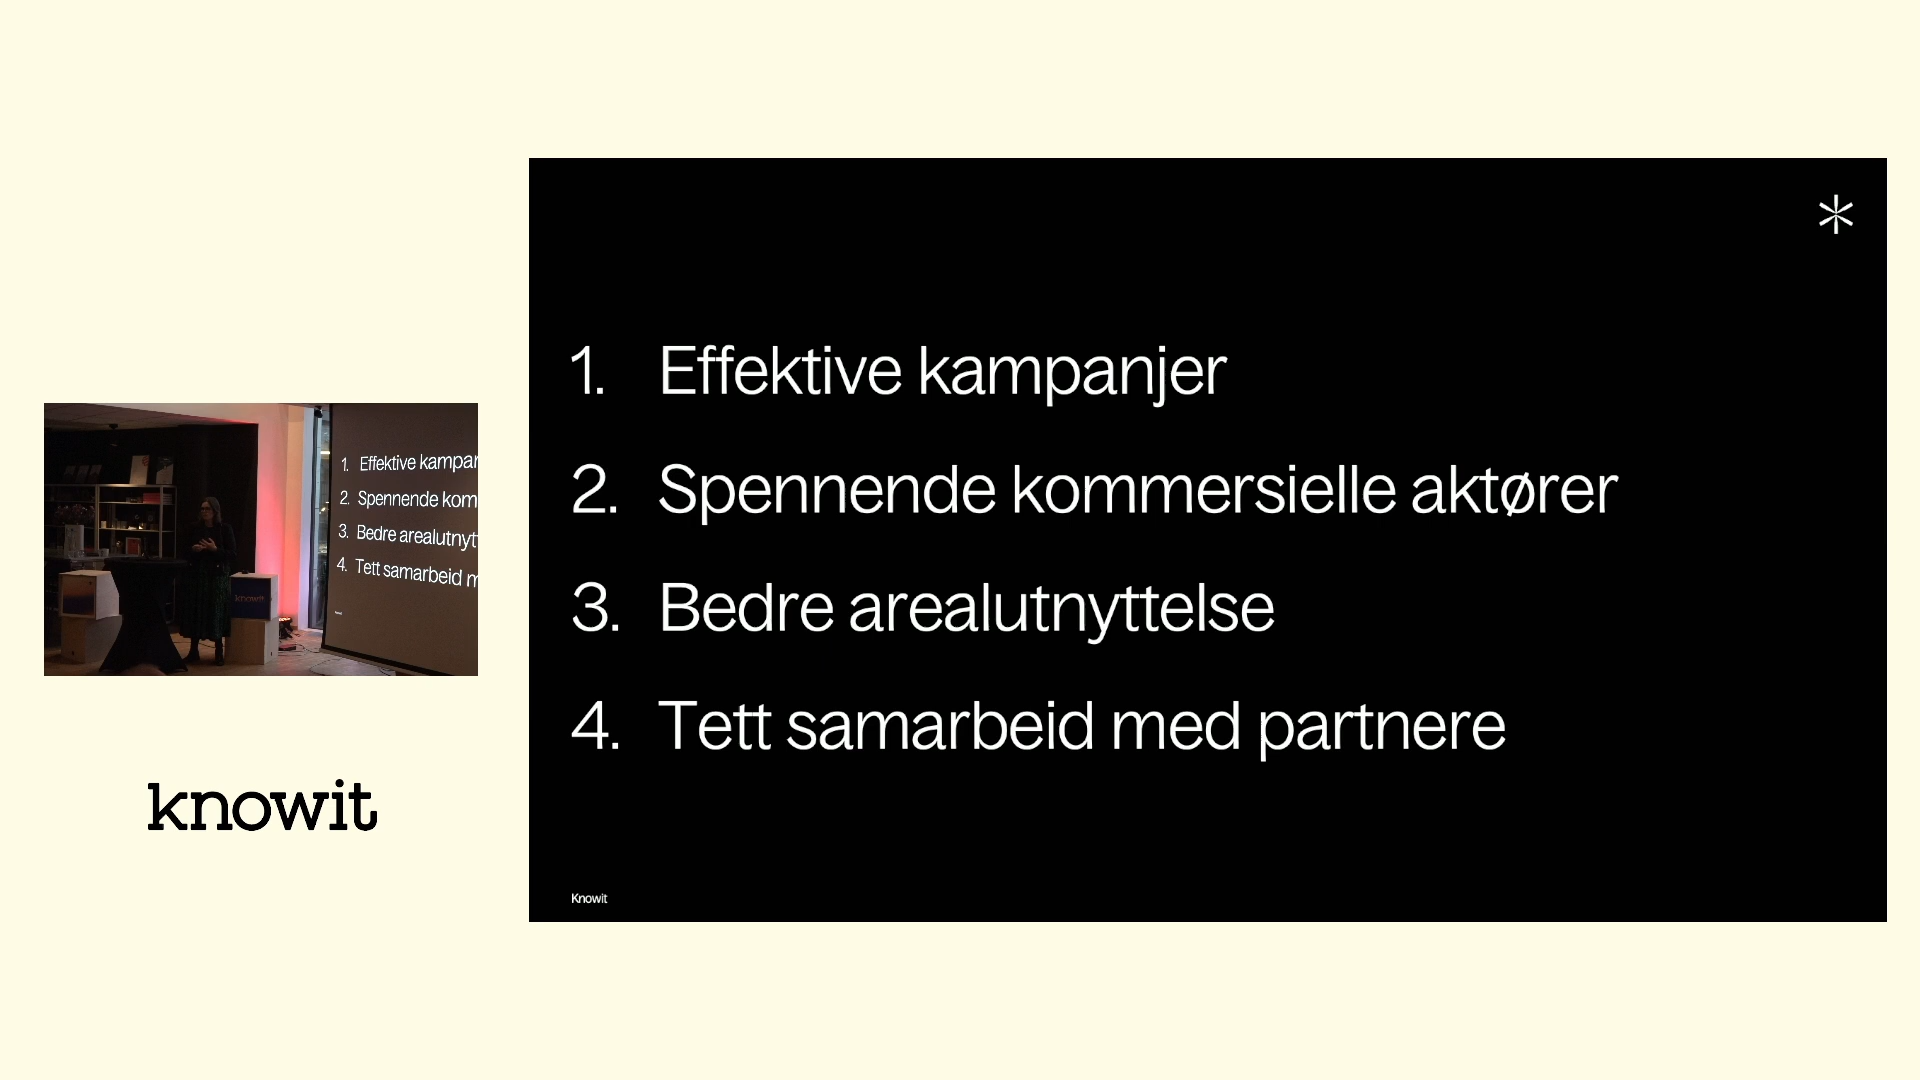 1. Effektive kampanjer
2. Spennende kommersielle aktører
3. Bedre arealutnyttelse
4. Tett samarbeid med partnere
Knowit
1. Effektive kampan
2. Spennende kom
3. Bedre arealutnyt
4. Tett samarbeid m
knowit
knowit